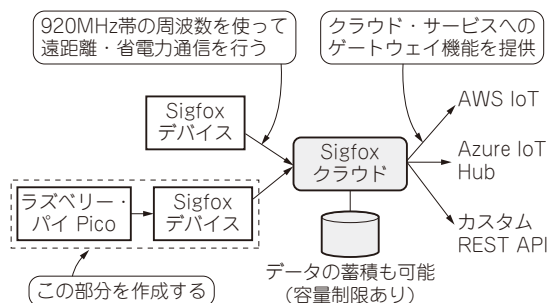 920MHz帯の周波数を使って
遠距離・省電力通信を行う
クラウド・サービスへの
ゲートウェイ機能を提供
Sigfox
デバイス
AWS IoT
Sigfox
クラウド
Azure IoT
Hub
ラズベリー・
パイ Pico
Sigfox
デバイス
カスタム
REST API
この部分を作成する
データの蓄積も可能
（容量制限あり）